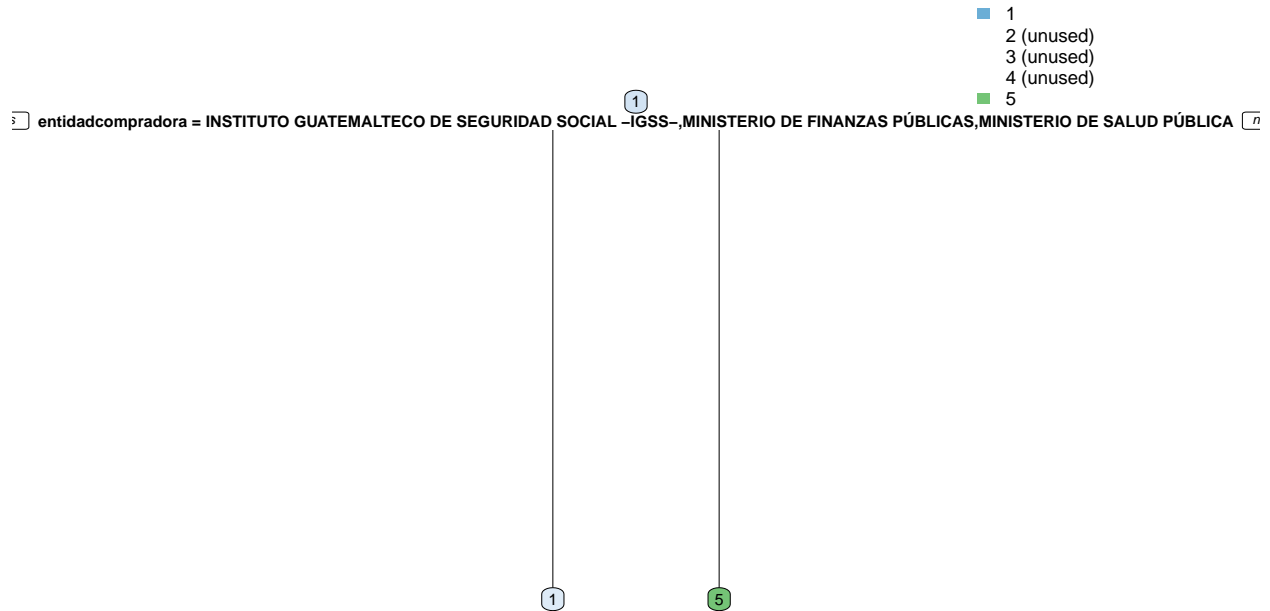 1
2 (unused)
3 (unused)
4 (unused)
5
1
entidadcompradora = INSTITUTO GUATEMALTECO DE SEGURIDAD SOCIAL –IGSS–,MINISTERIO DE FINANZAS PÚBLICAS,MINISTERIO DE SALUD PÚBLICA
1
5